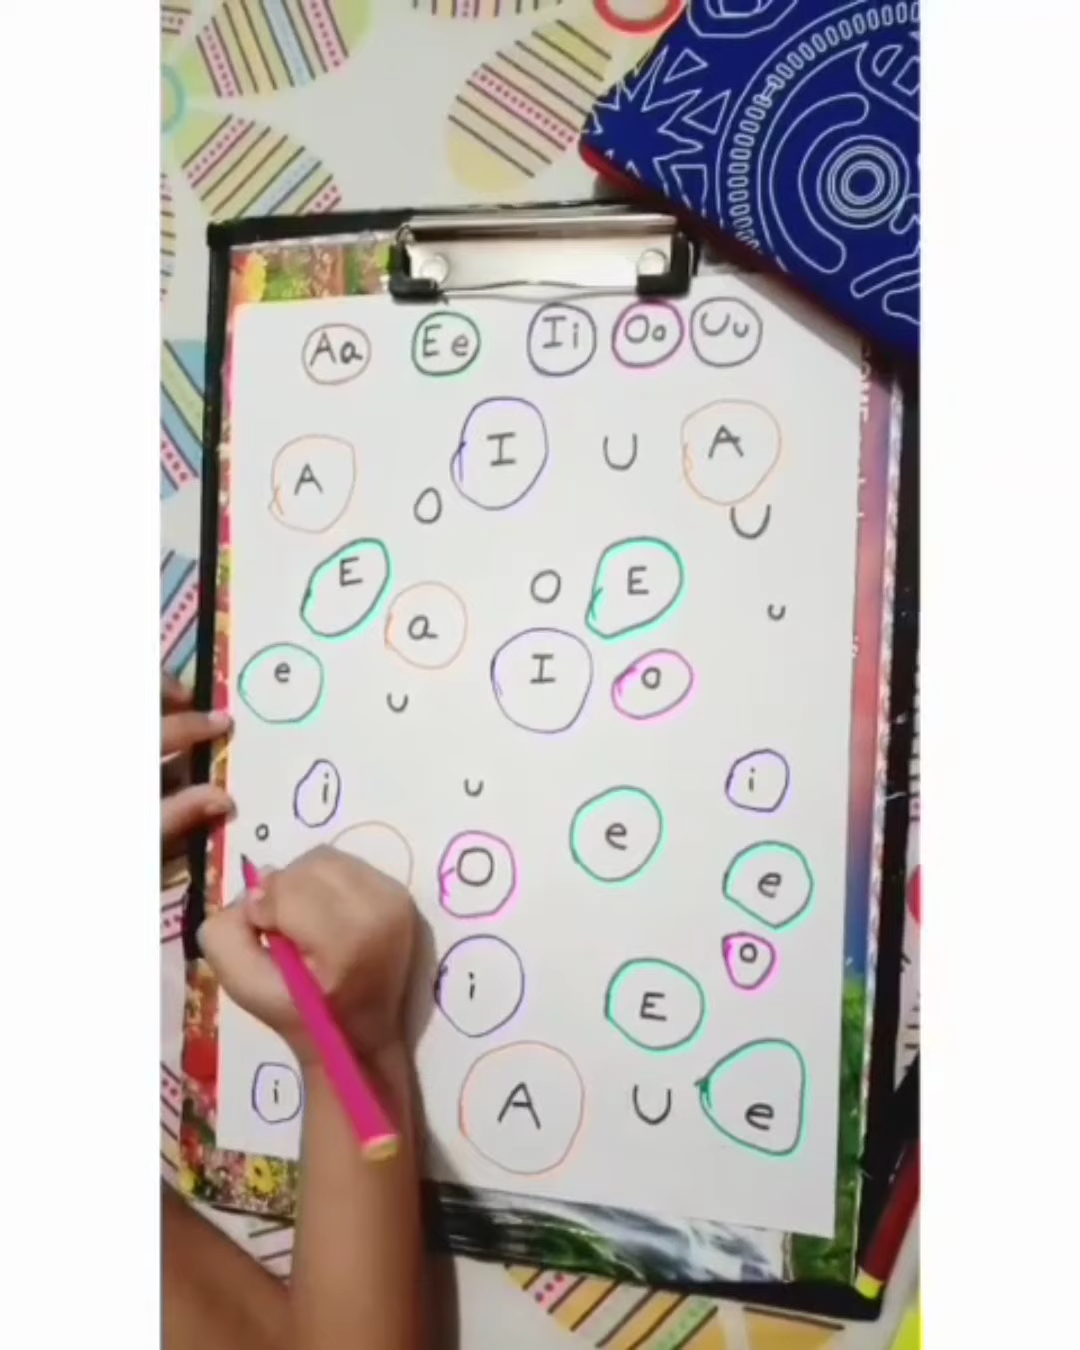 Aa Ee Ii Oo Uu
A O I U A
U
E a O E u
e u I o
i u e i
o O e
i E o
i A U e